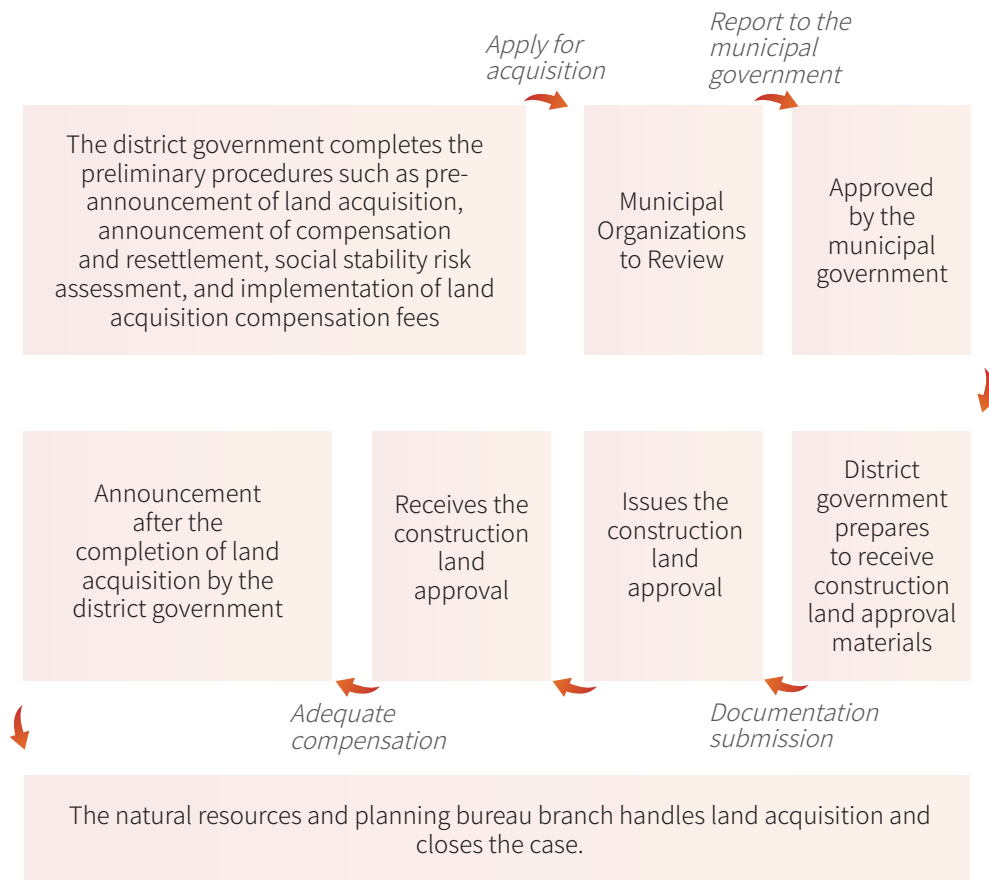 Apply for
acquisition
Report to the
municipal
government
The district government completes the
preliminary procedures such as pre-
announcement of land acquisition,
announcement of compensation
and resettlement, social stability risk
assessment, and implementation of land
acquisition compensation fees
Municipal
Organizations
to Review
Approved
by the
municipal
government
District
government
prepares
to receive
construction
land approval
materials
Documentation
submission
Issues the
construction
land
approval
Receives the
construction
land
approval
Adequate
compensation
Announcement
after the
completion of land
acquisition by the
district government
The natural resources and planning bureau branch handles land acquisition and
closes the case.